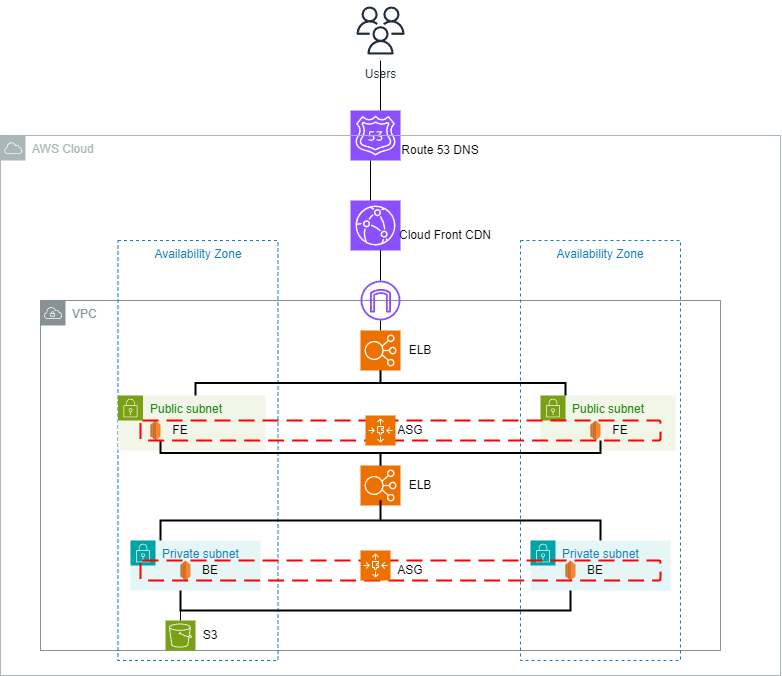 Users
53
Route 53 DNS
AWS Cloud
Cloud Front CDN
Availability Zone
Availability Zone
VPC
ELB
Public subnet
Public subnet
FE
ASG
FE
ELB
Private subnet
Private subnet
BE
ASG
BE
S3